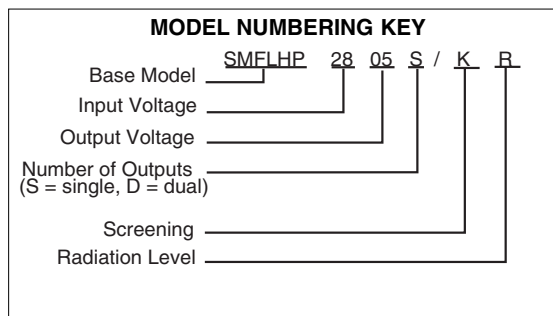 MODEL NUMBERING KEY
SMFLHP 28 05 S / K R
Base Model
Input Voltage
Output Voltage
Number of Outputs
(S = single, D = dual)
Screening
Radiation Level